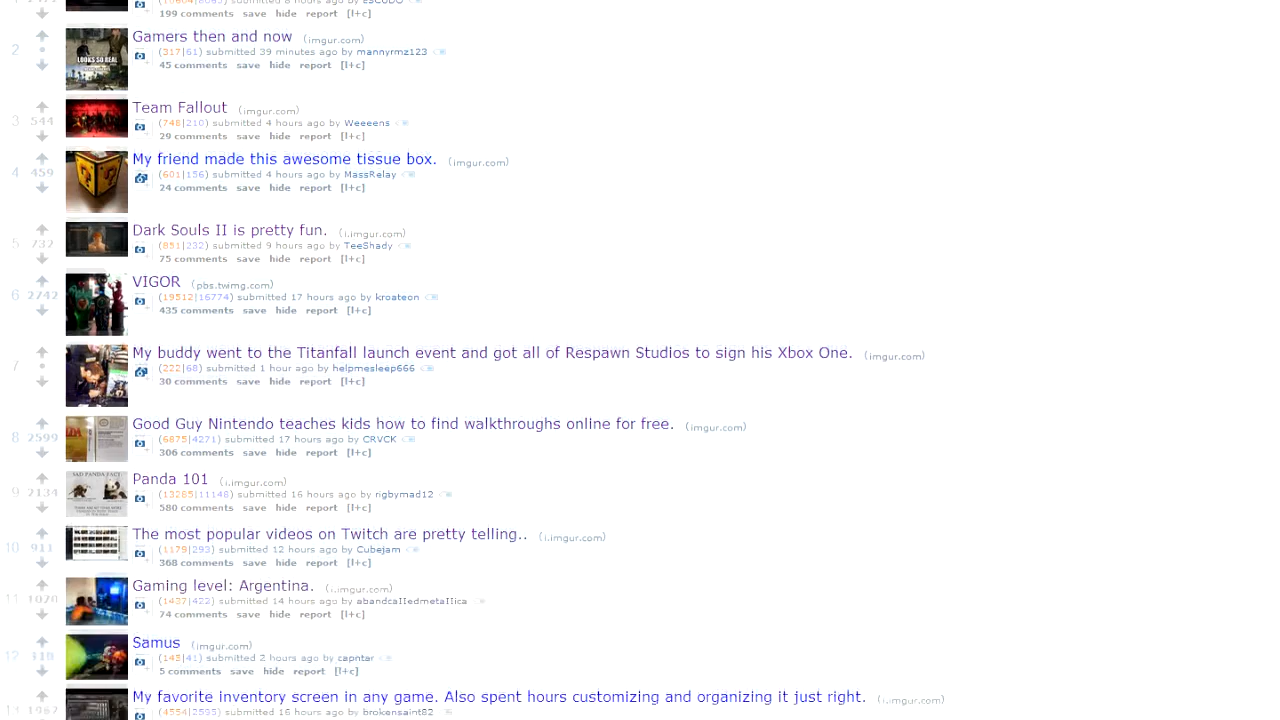 199 comments save hide report [l+c]
2
Gamers then and now (imgur.com)
LOOKS SO REAL
(317|61) submitted 39 minutes ago by mannyrmz123
45 comments save hide report [l+c]
Team Fallout (imgur.com)
3 544
(748|210) submitted 4 hours ago by Weeeens
29 comments save hide report [l+c]
My friend made this awesome tissue box. (imgur.com)
4 459
(601|156) submitted 4 hours ago by MassRelay
24 comments save hide report [l+c]
Dark Souls II is pretty fun. (i.imgur.com)
5 732
(851|232) submitted 9 hours ago by TeeShady
75 comments save hide report [l+c]
VIGOR (pbs.twimg.com)
6 2742
(19512|16774) submitted 17 hours ago by kroateon
435 comments save hide report [l+c]
My buddy went to the Titanfall launch event and got all of Respawn Studios to sign his Xbox One. (imgur.com)
7
(222|68) submitted 1 hour ago by helpmesleep666
30 comments save hide report [l+c]
Good Guy Nintendo teaches kids how to find walkthroughs online for free. (imgur.com)
8 2599
(6875|4271) submitted 17 hours ago by CRVCK
306 comments save hide report [l+c]
Panda 101 (i.imgur.com)
SAD PANDA FACT:
9 2134
(13265|11146) submitted 16 hours ago by rigbymad12
580 comments save hide report [l+c]
The most popular videos on Twitch are pretty telling.. (i.imgur.com)
10 911
(1179|293) submitted 12 hours ago by Cubejam
368 comments save hide report [l+c]
Gaming level: Argentina. (i.imgur.com)
11 1020
(1437|422) submitted 14 hours ago by abandcalledmetallica
74 comments save hide report [l+c]
Samus (imgur.com)
12
(145|41) submitted 2 hours ago by capntar
5 comments save hide report [l+c]
My favorite inventory screen in any game. Also spent hours customizing and organizing it just right. (i.imgur.com)
13 1962
(4554|2595) submitted 16 hours ago by brokensaint82